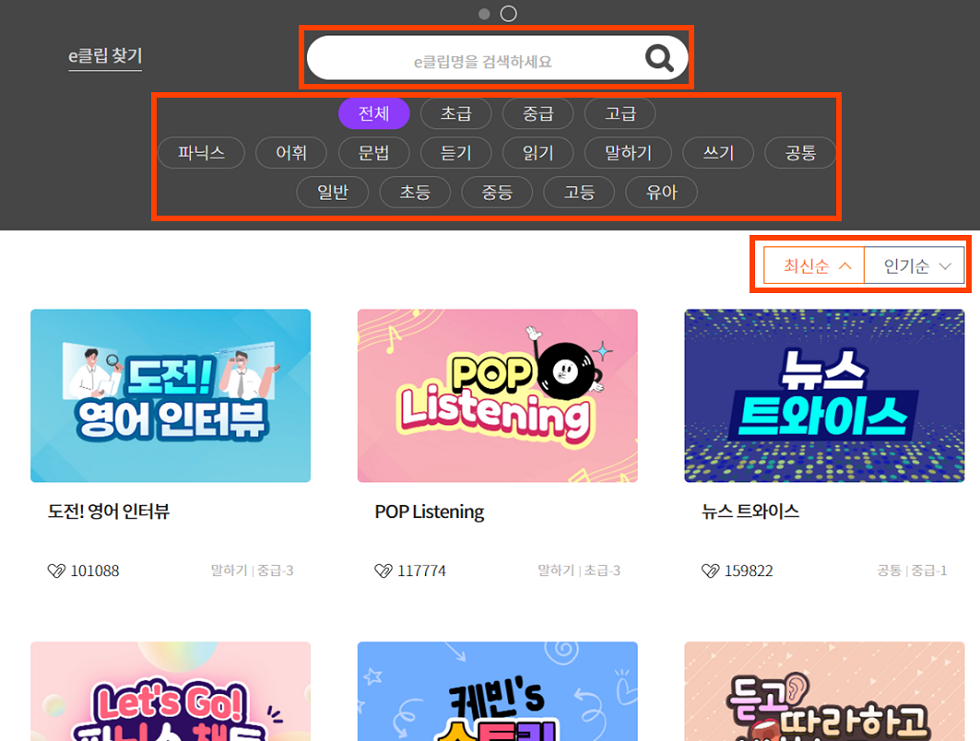 e클립 찾기
e클립명을 검색하세요
전체 초급 중급 고급
파닉스 어휘 문법 듣기 읽기 말하기 쓰기 공통
일반 초등 중등 고등 유아
최신순 인기순
도전!
영어 인터뷰
POP
Listening
뉴스
트와이스
도전! 영어 인터뷰
POP Listening
뉴스 트와이스
101088 말하기 | 중급-3
117774 말하기 | 초급-3
159822 공통 | 중급-1
Let's Go!
파닉스 챈트
케빈's
듣고
따라하고